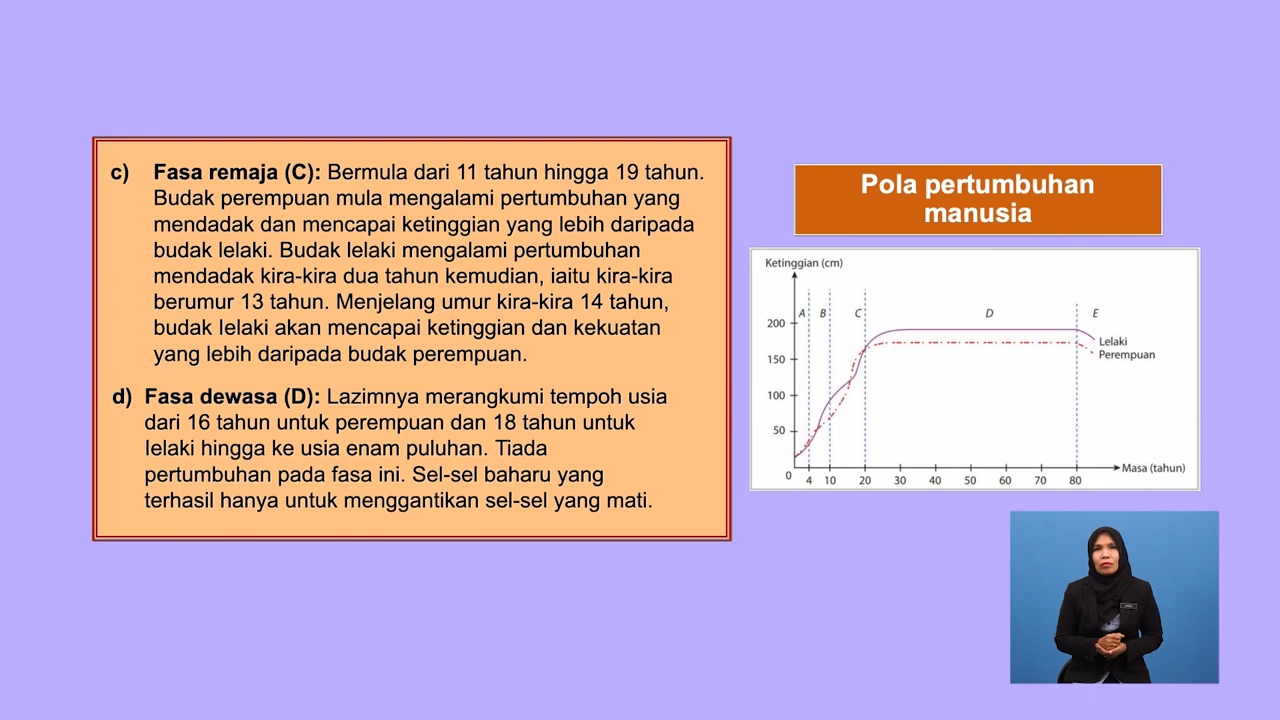 c) Fasa remaja (C): Bermula dari 11 tahun hingga 19 tahun.
Budak perempuan mula mengalami pertumbuhan yang
mendadak dan mencapai ketinggian yang lebih daripada
budak lelaki. Budak lelaki mengalami pertumbuhan
mendadak kira-kira dua tahun kemudian, iaitu kira-kira
berumur 13 tahun. Menjelang umur kira-kira 14 tahun,
budak lelaki akan mencapai ketinggian dan kekuatan
yang lebih daripada budak perempuan.
d) Fasa dewasa (D): Lazimnya merangkumi tempoh usia
dari 16 tahun untuk perempuan dan 18 tahun untuk
lelaki hingga ke usia enam puluhan. Tiada
pertumbuhan pada fasa ini. Sel-sel baharu yang
terhasil hanya untuk menggantikan sel-sel yang mati.
Pola pertumbuhan
manusia
Ketinggian (cm)
A B C D E
200
150
100
50
Lelaki
Perempuan
0 4 10 20 30 40 50 60 70 80
Masa (tahun)